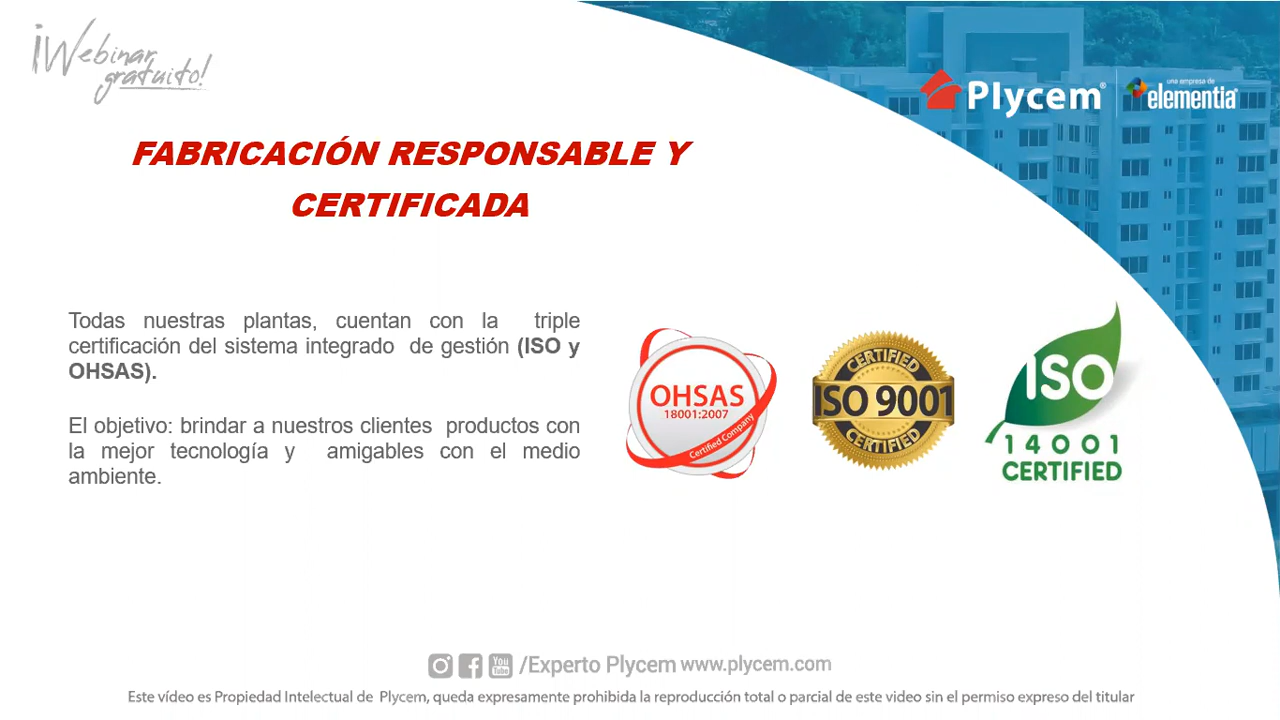 ¡Webinar
gratuito!
Plycem®
una empresa de
elementia®
FABRICACIÓN RESPONSABLE Y
CERTIFICADA
Todas nuestras plantas, cuentan con la triple
certificación del sistema integrado de gestión (ISO y
OHSAS).
El objetivo: brindar a nuestros clientes productos con
la mejor tecnología y amigables con el medio
ambiente.
OHSAS
18001:2007
Certified Company
CERTIFIED
ISO 9001
CERTIFIED
ISO
14001
CERTIFIED
You Tube
/Experto Plycem www.plycem.com
Este vídeo es Propiedad Intelectual de Plycem, queda expresamente prohibida la reproducción total o parcial de este video sin el permiso expreso del titular